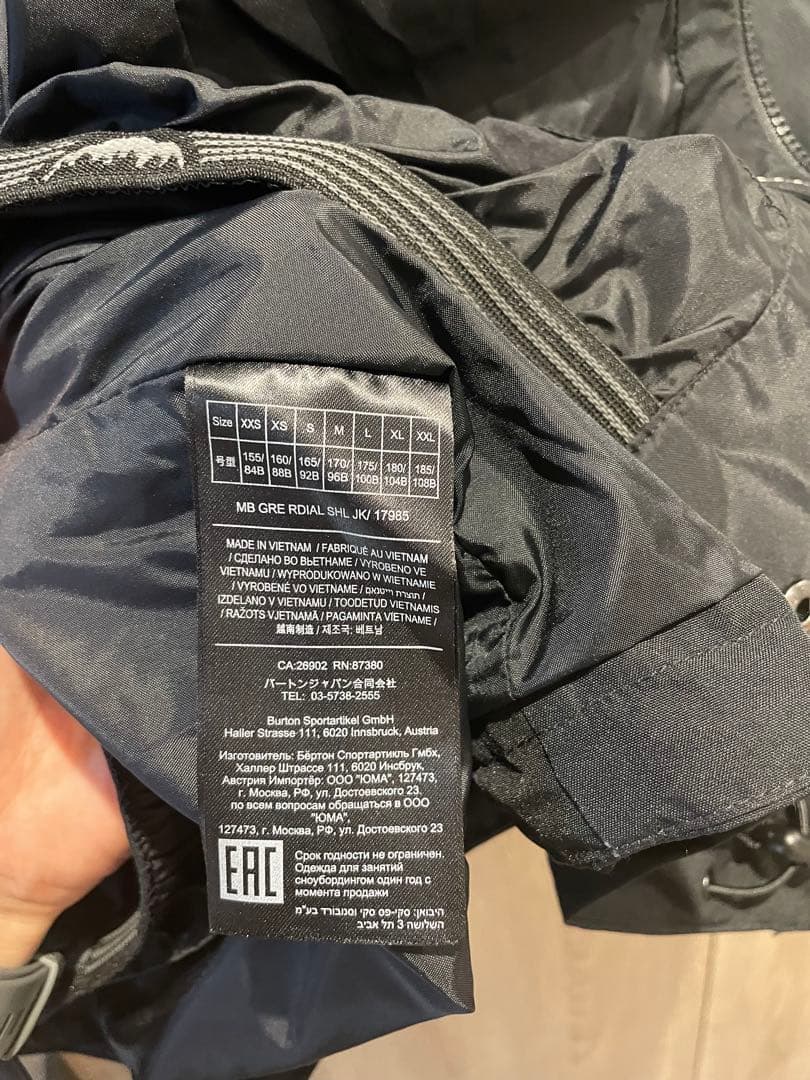 Size XXS XS S M L XL XXL
号型 155/84B 160/88B 165/92B 170/96B 175/100B 180/104B 185/108B
MB GRE RDIAL SHL JK/ 17985
MADE IN VIETNAM / FABRIQUÉ AU VIETNAM
/ СДЕЛАНО ВО ВЬЕТНАМЕ / VYROBENO VE
VIETNAMU / WYPRODUKOWANO W WIETNAMIE
/ VYROBENÉ VO VIETNAME / תוצרת וייטנאם /
IZDELANO V VIETNAMU / TOODETUD VIETNAMIS
/ RAŽOTS VJETNAMĀ / PAGAMINTA VIETNAME /
越南制造 / 제조국: 베트남
CA:26902 RN:87380
バートンジャパン合同会社
TEL: 03-5738-2555
Burton Sportartikel GmbH
Haller Strasse 111, 6020 Innsbruck, Austria
Изготовитель: Бёртон Спортартикль Гмбх,
Халлер Штрассе 111, 6020 Инсбрук,
Австрия Импортёр: ООО "ЮМА", 127473,
г. Москва, РФ, ул. Достоевского 23.
по всем вопросам обращаться в ООО
"ЮМА",
127473, г. Москва, РФ, ул. Достоевского 23
EAC
Срок годности не ограничен.
Одежда для занятий
сноубордингом один год с
момента продажи
היבואן: סקי-פס סקי וסנובורד בע"מ
השלושה 3 תל אביב